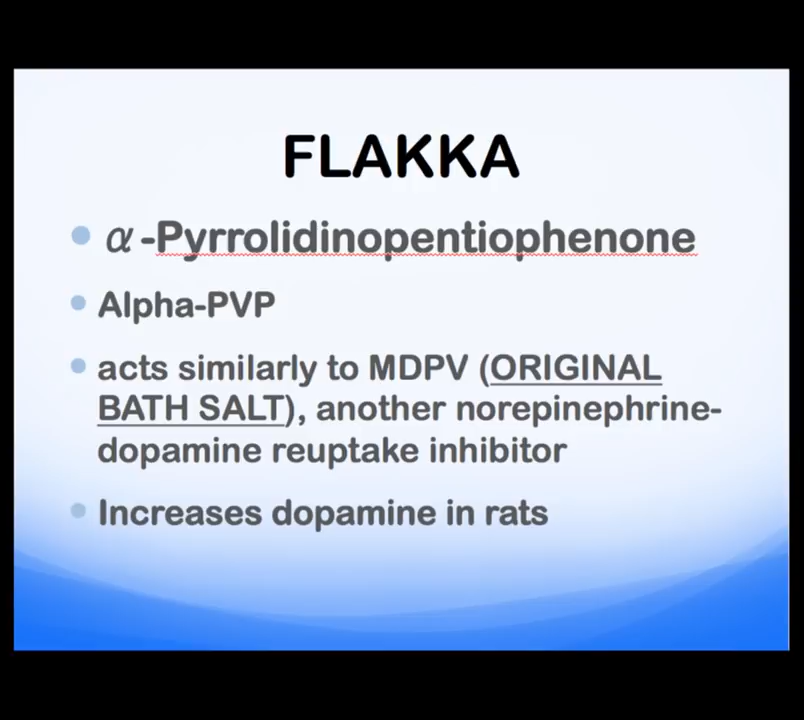 FLAKKA
α-Pyrrolidinopentiophenone
Alpha-PVP
acts similarly to MDPV (ORIGINAL
BATH SALT), another norepinephrine-
dopamine reuptake inhibitor
Increases dopamine in rats